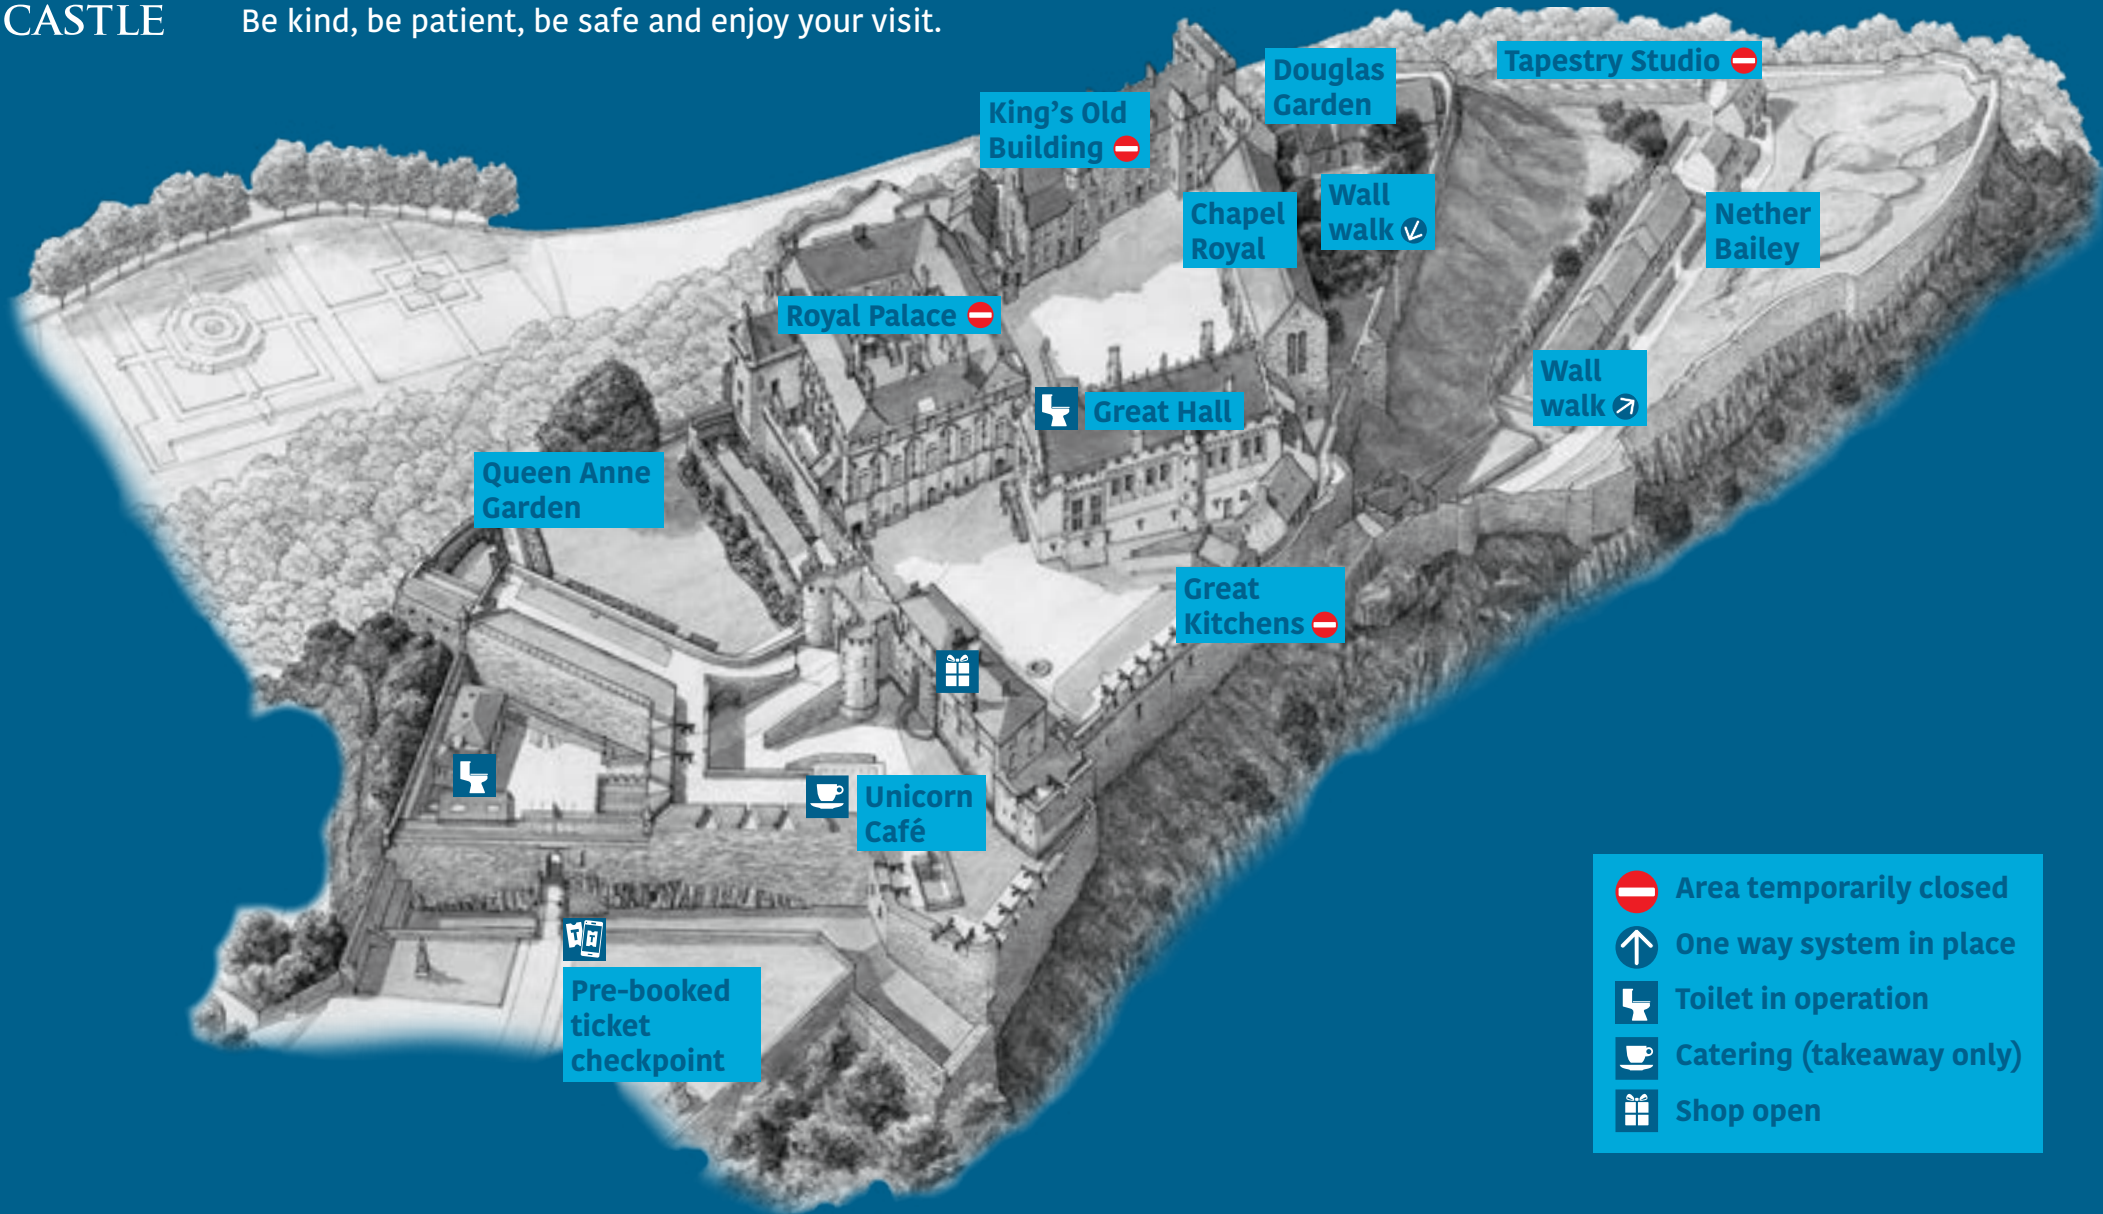 CASTLE
Be kind, be patient, be safe and enjoy your visit.
Douglas
Garden
Tapestry Studio
King's Old
Building
Wall
walk
Chapel
Royal
Nether
Bailey
Royal Palace
Wall
walk
Great Hall
Queen Anne
Garden
Great
Kitchens
Unicorn
Café
Pre-booked
ticket
checkpoint
Area temporarily closed
One way system in place
Toilet in operation
Catering (takeaway only)
Shop open